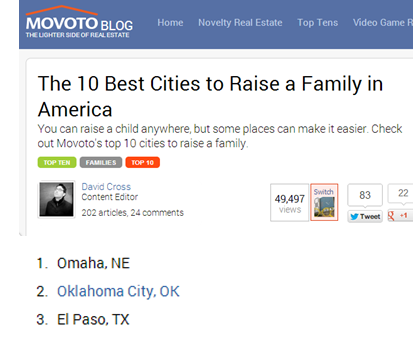 MOVOTO BLOG
THE LIGHTER SIDE OF REAL ESTATE
Home Novelty Real Estate Top Tens Video Game R
The 10 Best Cities to Raise a Family in
America
You can raise a child anywhere, but some places can make it easier. Check
out Movoto's top 10 cities to raise a family.
TOP TEN FAMILIES TOP 10
David Cross
Content Editor
202 articles, 24 comments
49,497
views
Switch
83
Tweet
22
+1
1. Omaha, NE
2. Oklahoma City, OK
3. El Paso, TX